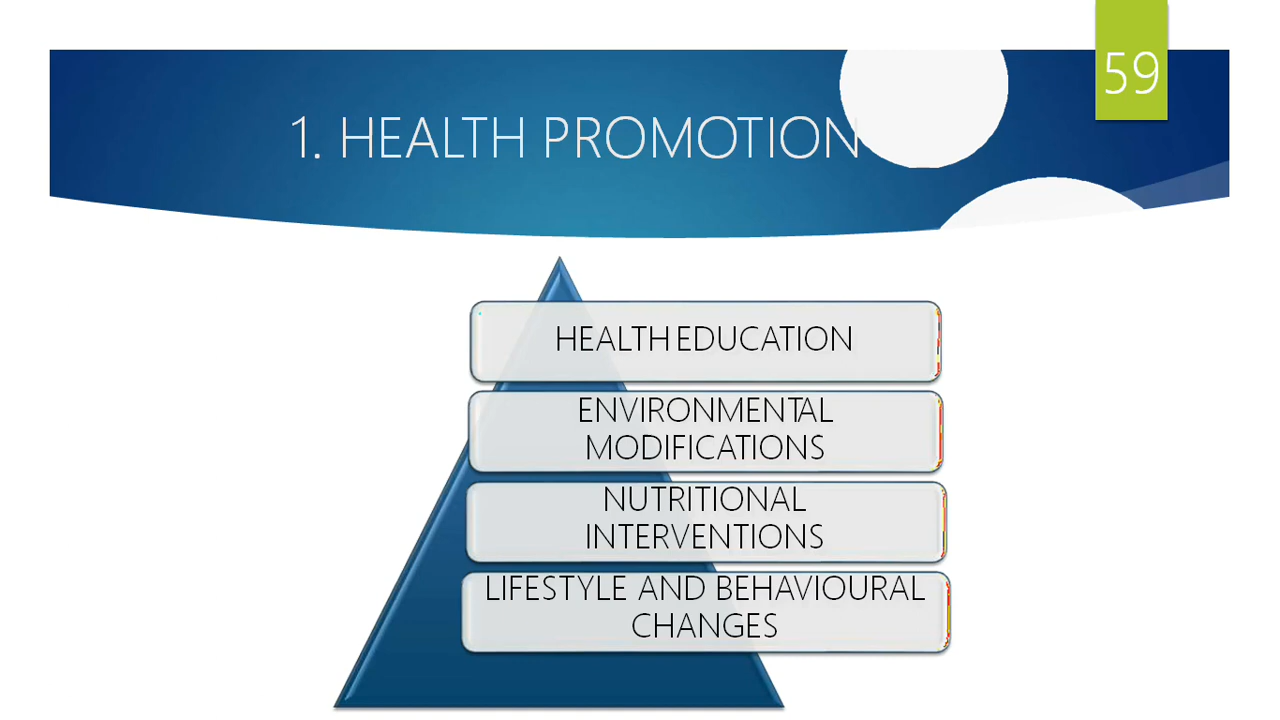 59
1. HEALTH PROMOTION
HEALTH EDUCATION
ENVIRONMENTAL
MODIFICATIONS
NUTRITIONAL
INTERVENTIONS
LIFESTYLE AND BEHAVIOURAL
CHANGES